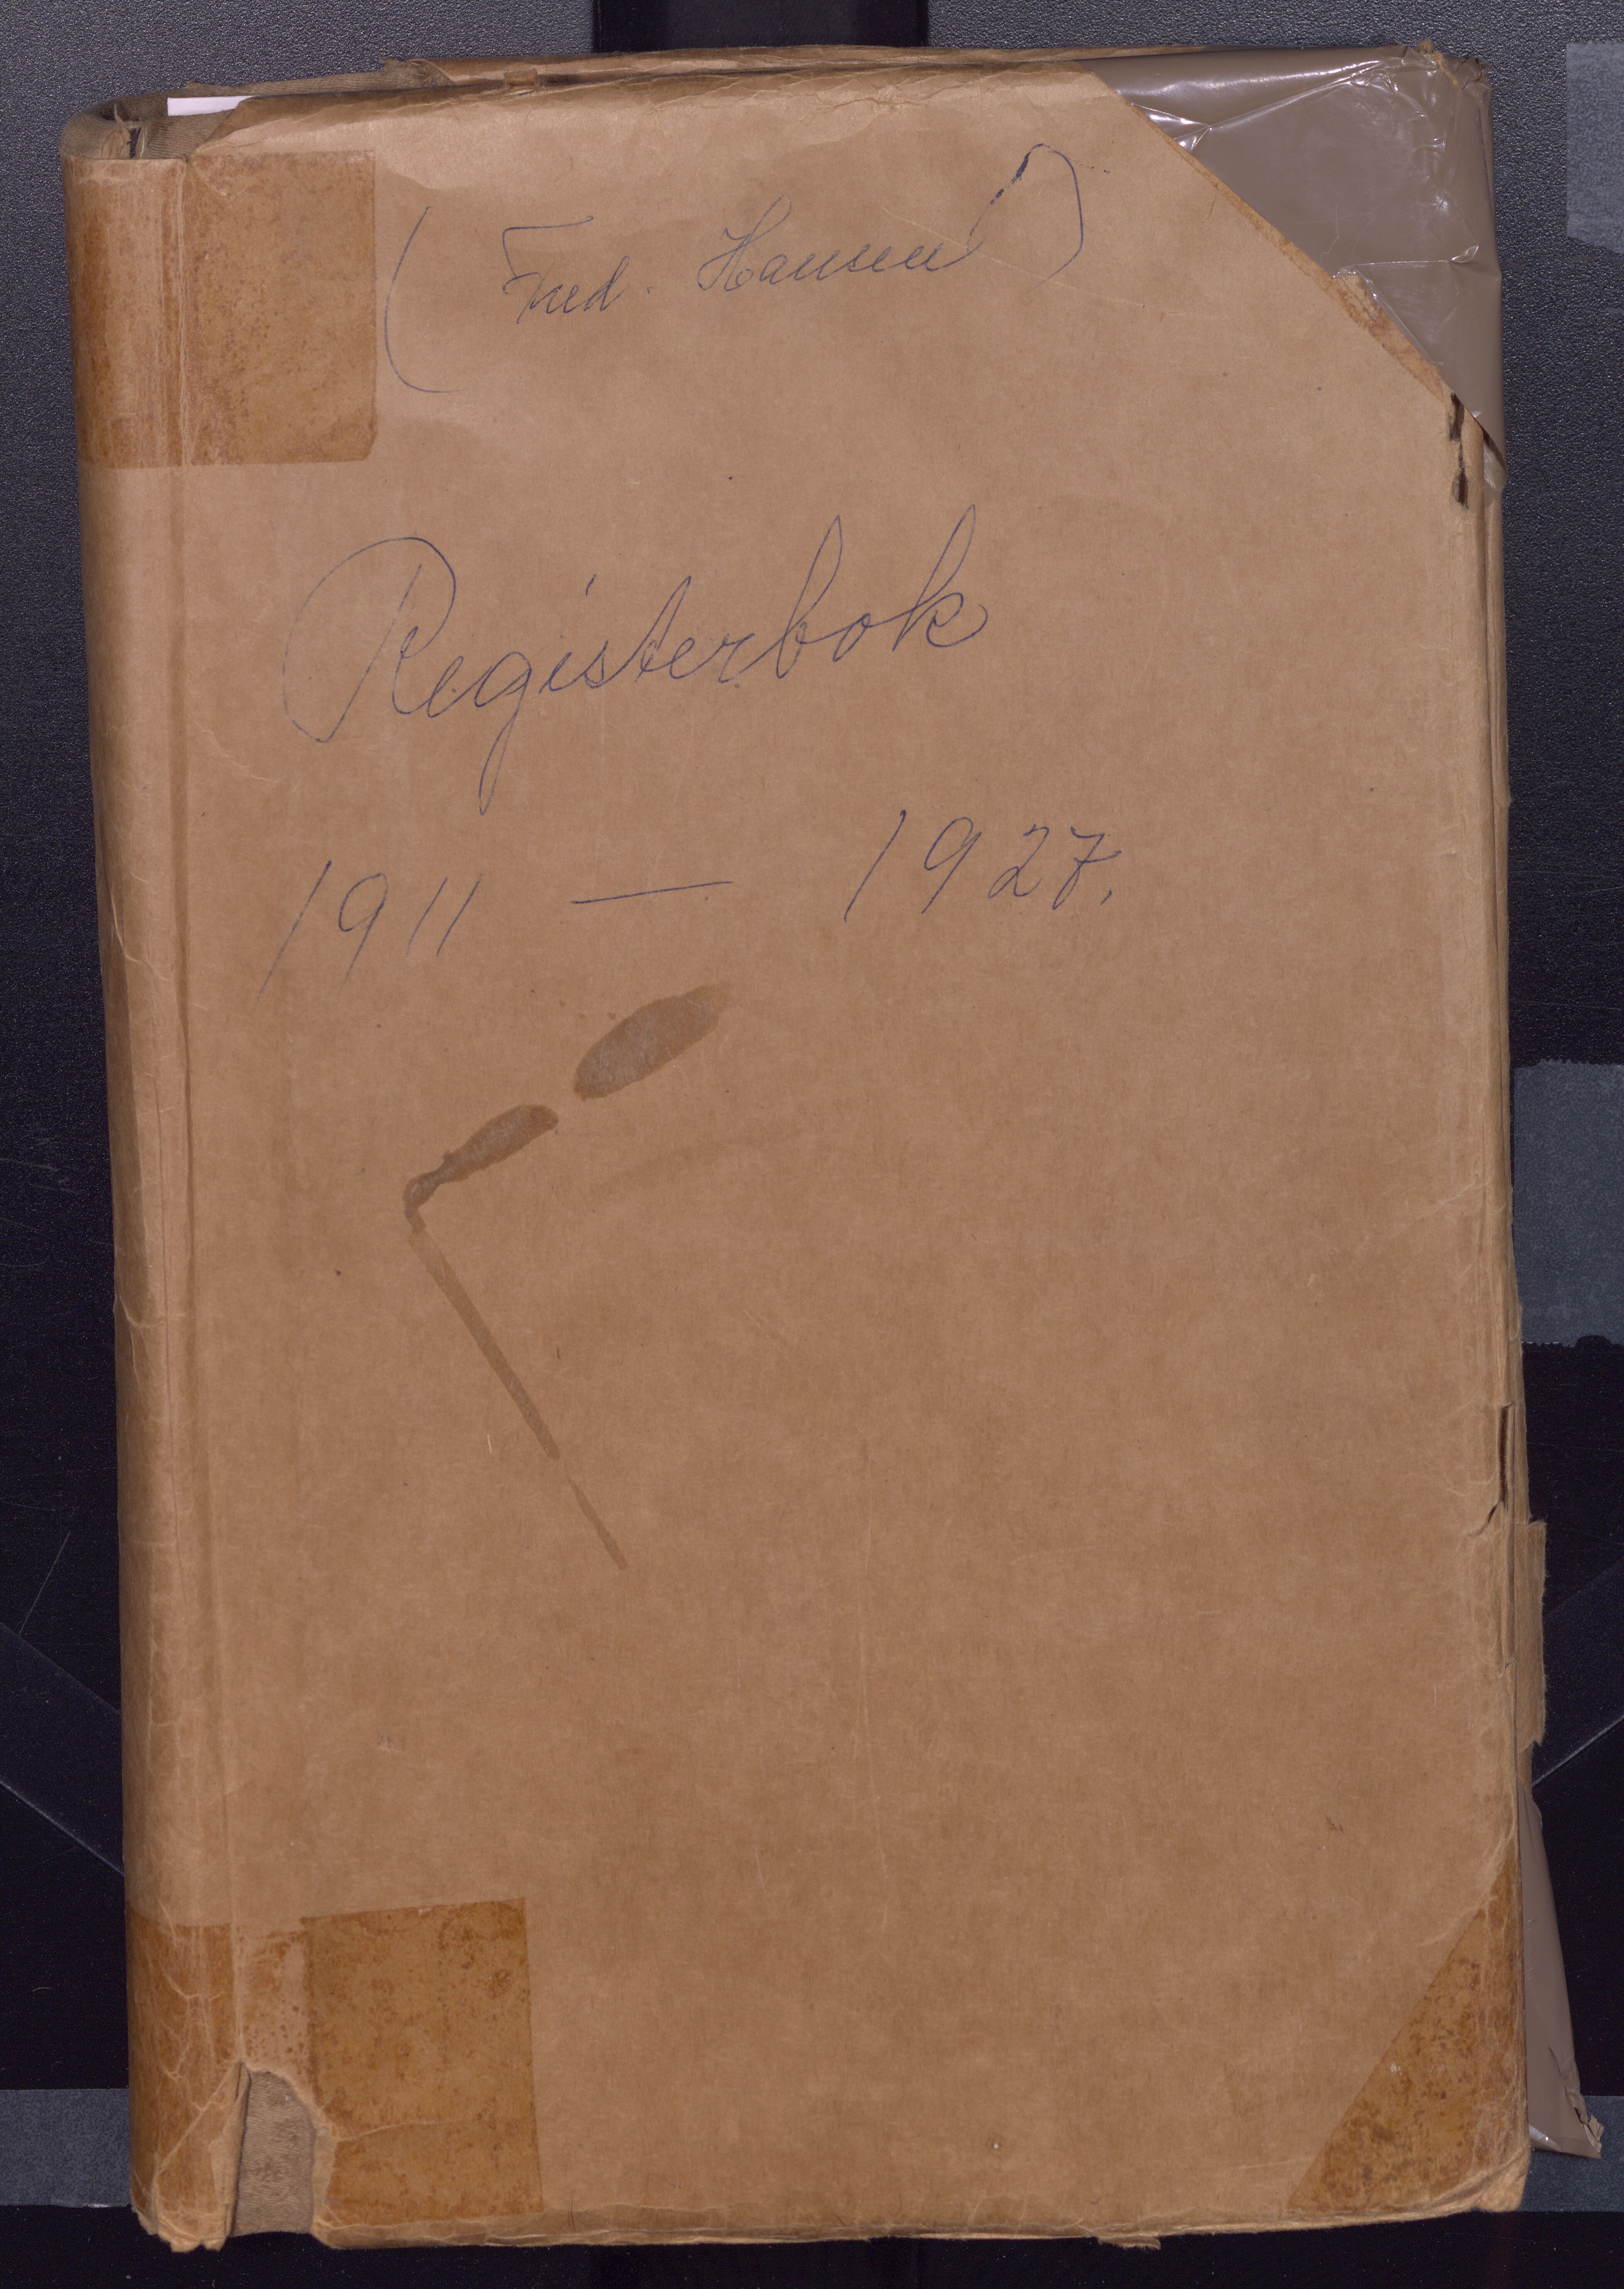 (Fred. Hansen)
Registerbok
1911 — 1927.